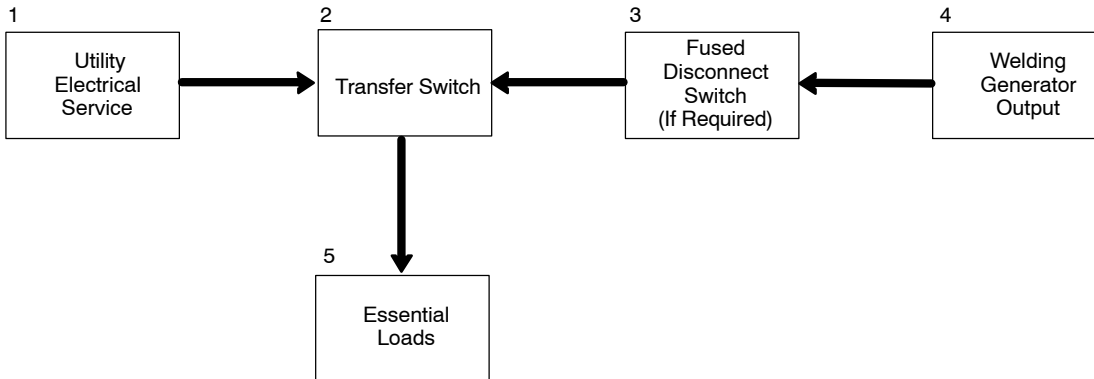 1
Utility
Electrical
Service
2
Transfer Switch
3
Fused
Disconnect
Switch
(If Required)
4
Welding
Generator
Output
5
Essential
Loads